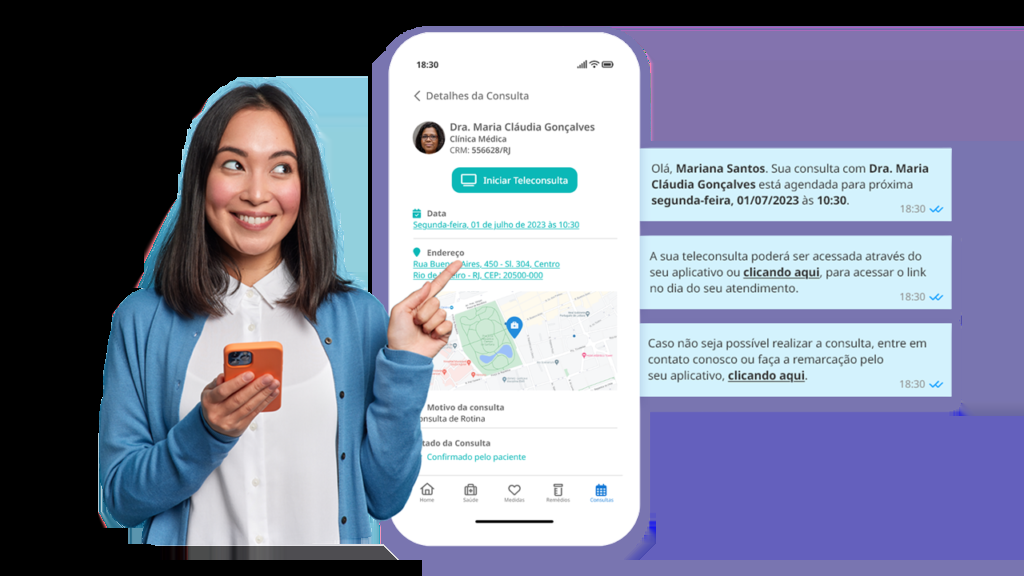 18:30
Detalhes da Consulta
Dra. Maria Cláudia Gonçalves
Clínica Médica
CRM: 556628/RJ
Iniciar Teleconsulta
Data
Segunda-feira, 01 de julho de 2023 às 10:30
Endereço
Rua Bue Aires, 450 - Sl. 304, Centro
Rio de eiro - RJ, CEP: 20500-000
Motivo da consulta
onsulta de Rotina
tado da Consulta
Confirmado pelo paciente
Home
Saúde
Medidas
Remédios
Consultas
Olá, Mariana Santos. Sua consulta com Dra. Maria
Cláudia Gonçalves está agendada para próxima
segunda-feira, 01/07/2023 às 10:30.
18:30
A sua teleconsulta poderá ser acessada através do
seu aplicativo ou clicando aqui, para acessar o link
no dia do seu atendimento.
18:30
Caso não seja possível realizar a consulta, entre em
contato conosco ou faça a remarcação pelo
seu aplicativo, clicando aqui.
18:30